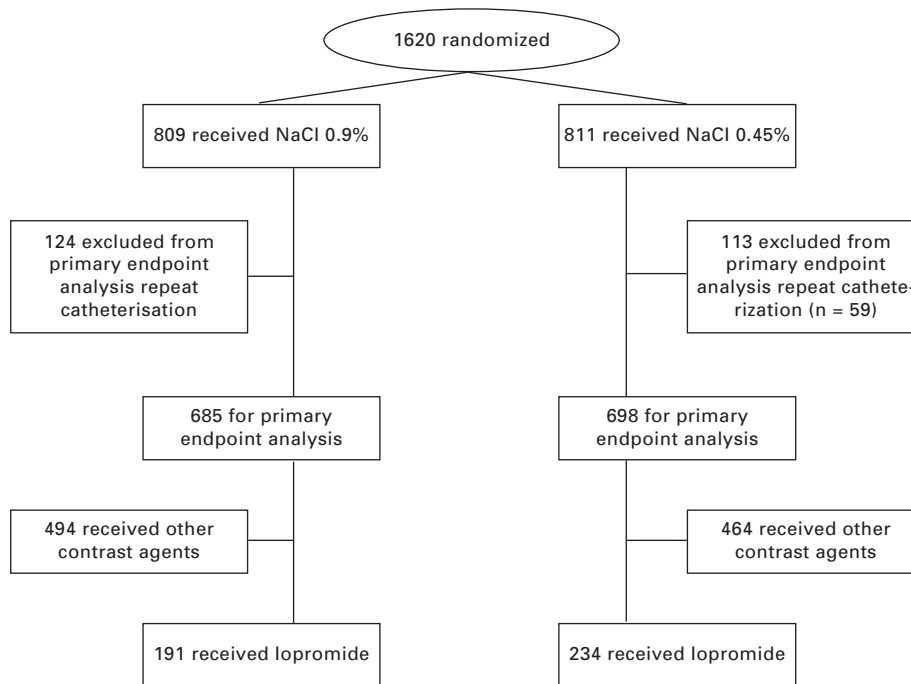 1620 randomized
809 received NaCl 0.9%
811 received NaCl 0.45%
124 excluded from
primary endpoint
analysis repeat
catheterisation
113 excluded from
primary endpoint
analysis repeat cathete-
rization (n = 59)
685 for primary
endpoint analysis
698 for primary
endpoint analysis
494 received other
contrast agents
464 received other
contrast agents
191 received Iopromide
234 received Iopromide